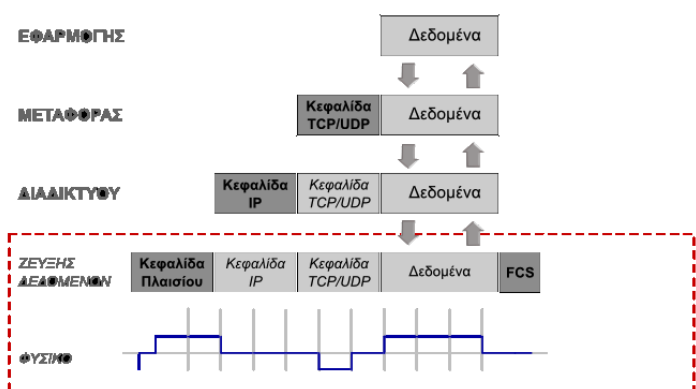 ΕΦΑΡΜΟΓΗΣ
Δεδομένα
ΜΕΤΑΦΟΡΑΣ
Κεφαλίδα
TCP/UDP
Δεδομένα
ΔΙΑΔΙΚΤΥΟΥ
Κεφαλίδα
IP
Κεφαλίδα
TCP/UDP
Δεδομένα
ΖΕΥΞΗΣ
ΔΕΔΟΜΕΝΩΝ
Κεφαλίδα
Πλαισίου
Κεφαλίδα
IP
Κεφαλίδα
TCP/UDP
Δεδομένα
FCS
ΦΥΣΙΚΟ